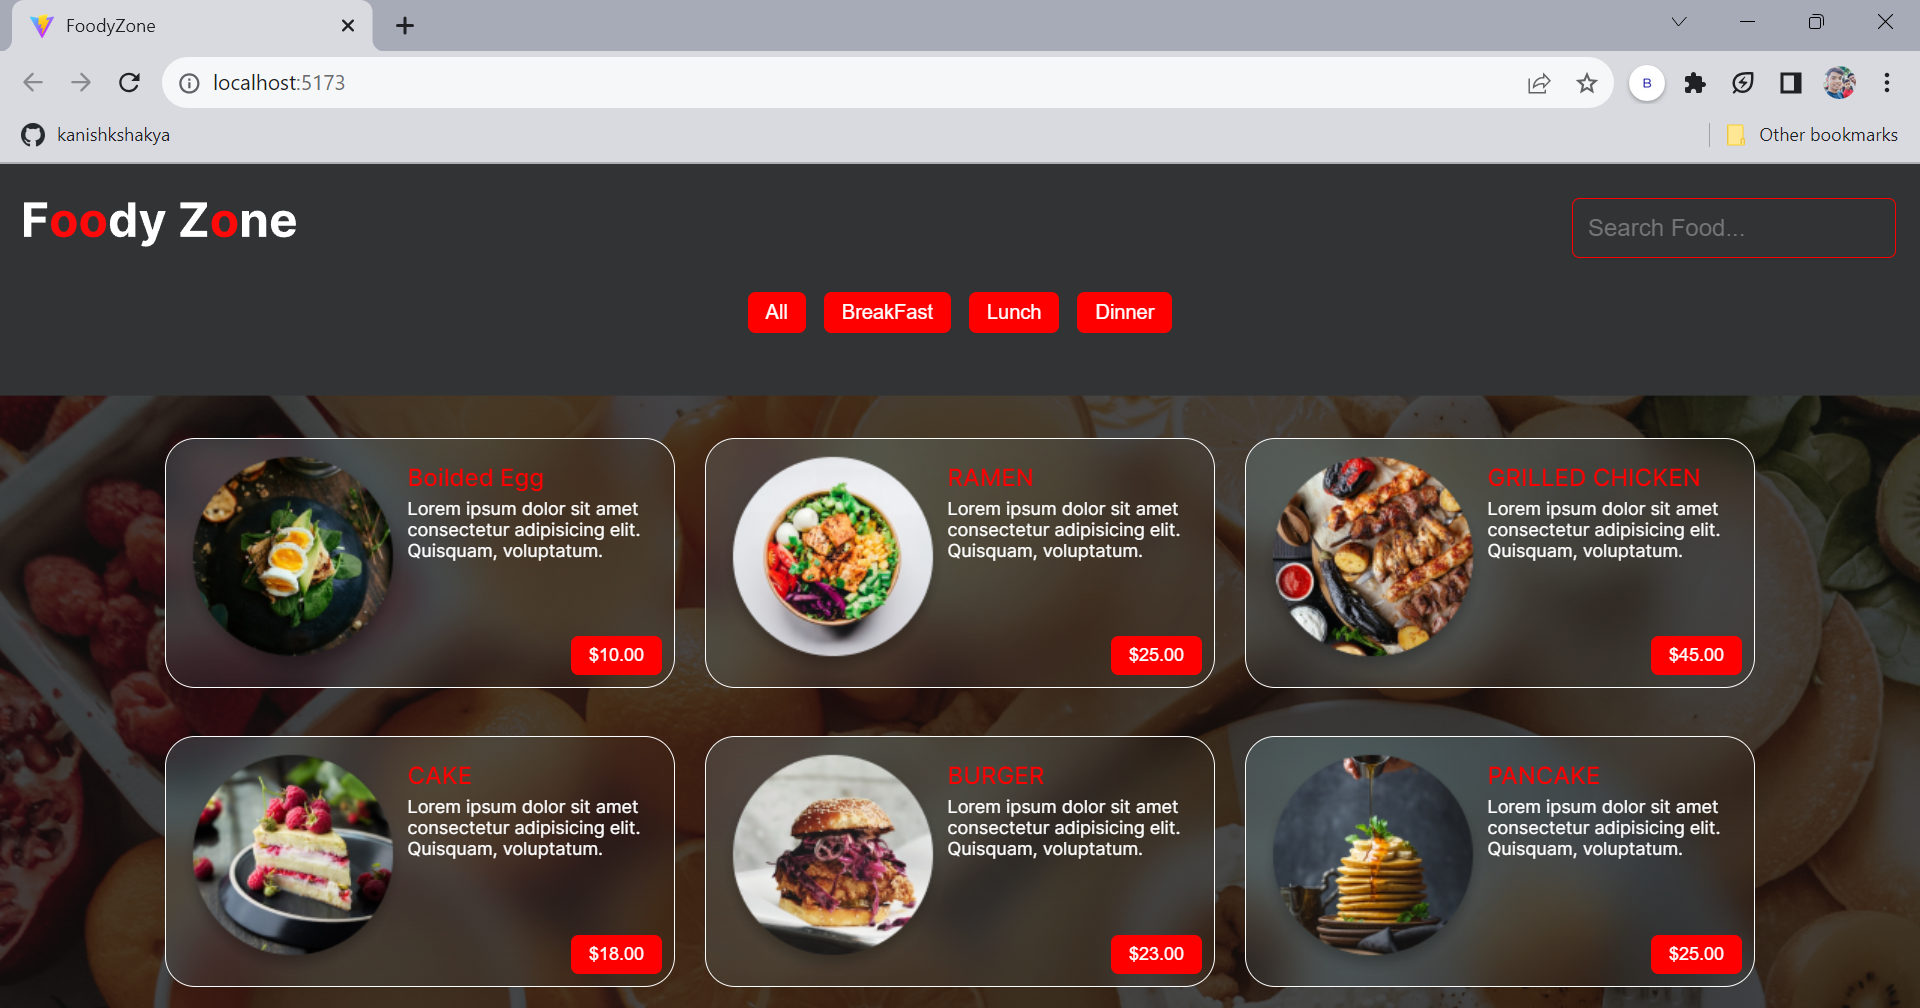 FoodyZone
localhost:5173
B
kanishkshakya
Other bookmarks
Foody Zone
Search Food...
All
BreakFast
Lunch
Dinner
Boilded Egg
Lorem ipsum dolor sit amet
consectetur adipisicing elit.
Quisquam, voluptatum.
$10.00
RAMEN
Lorem ipsum dolor sit amet
consectetur adipisicing elit.
Quisquam, voluptatum.
$25.00
GRILLED CHICKEN
Lorem ipsum dolor sit amet
consectetur adipisicing elit.
Quisquam, voluptatum.
$45.00
CAKE
Lorem ipsum dolor sit amet
consectetur adipisicing elit.
Quisquam, voluptatum.
$18.00
BURGER
Lorem ipsum dolor sit amet
consectetur adipisicing elit.
Quisquam, voluptatum.
$23.00
PANCAKE
Lorem ipsum dolor sit amet
consectetur adipisicing elit.
Quisquam, voluptatum.
$25.00